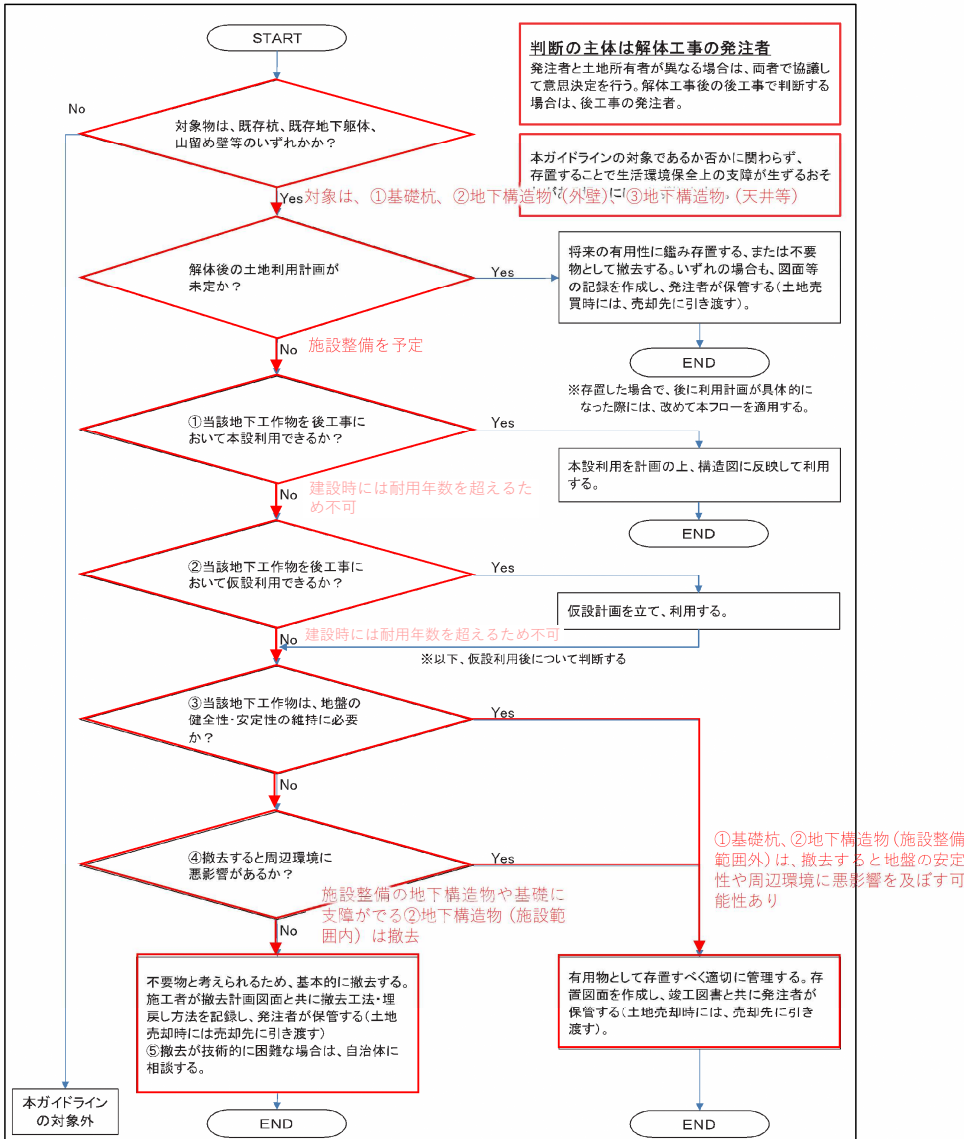 START
判断の主体は解体工事の発注者
発注者と土地所有者が異なる場合は、両者で協議し
て意思決定を行う。解体工事後の後工事で判断する
場合は、後工事の発注者。
No
対象物は、既存杭、既存地下躯体、
山留め壁等のいずれかか？
本ガイドラインの対象であるか否かに関わらず、
存置することで生活環境保全上の支障が生ずるおそ
Yes
対象は、①基礎杭、②地下構造物（外壁）、③地下構造物（天井等）
解体後の土地利用計画が
未定か？
Yes
将来の有用性に鑑み存置する、または不要
物として撤去する。いずれの場合も、図面等
の記録を作成し、発注者が保管する（土地売
買時には、売却先に引き渡す）。
No
施設整備を予定
END
※存置した場合で、後に利用計画が具体的に
なった際には、改めて本フローを適用する。
①当該地下工作物を後工事に
おいて本設利用できるか？
Yes
本設利用を計画の上、構造図に反映して利用
する。
No
建設時には耐用年数を超えるた
め不可
END
②当該地下工作物を後工事に
おいて仮設利用できるか？
Yes
仮設計画を立て、利用する。
No
建設時には耐用年数を超えるため不可
※以下、仮設利用後について判断する
③当該地下工作物は、地盤の
健全性・安定性の維持に必要
か？
Yes
No
④撤去すると周辺環境に
悪影響があるか？
Yes
①基礎杭、②地下構造物（施設整備
範囲外）は、撤去すると地盤の安定
性や周辺環境に悪影響を及ぼす可
能性あり
施設整備の地下構造物や基礎に
支障がでる②地下構造物（施設範
囲内）は撤去
No
不要物と考えられるため、基本的に撤去する。
施工者が撤去計画図面と共に撤去工法・埋
戻し方法を記録し、発注者が保管する（土地
売却時には売却先に引き渡す）
⑤撤去が技術的に困難な場合は、自治体に
相談する。
有用物として存置すべく適切に管理する。存
置図面を作成し、竣工図書と共に発注者が
保管する（土地売却時には、売却先に引き
渡す）。
本ガイドライン
の対象外
END
END